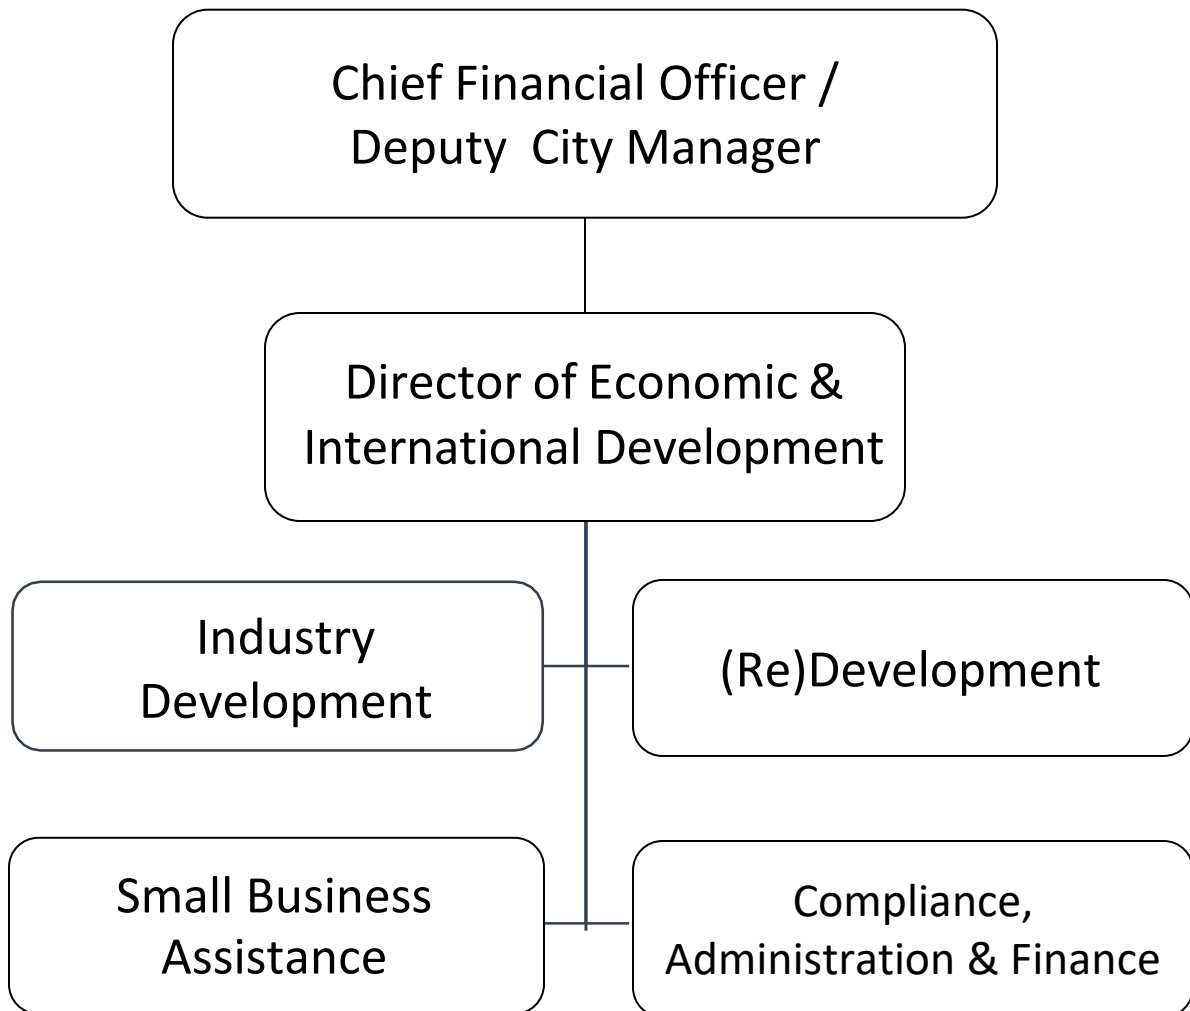 Chief Financial Officer /
Deputy City Manager
Director of Economic &
International Development
Industry
Development
(Re)Development
Small Business
Assistance
Compliance,
Administration & Finance